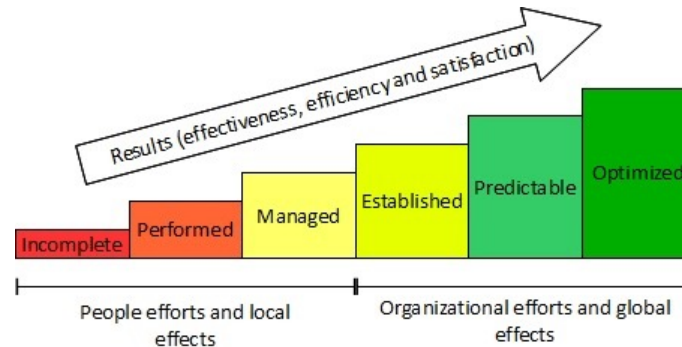 Results (effectiveness, efficiency and satisfaction)
Incomplete
Performed
Managed
Established
Predictable
Optimized
People efforts and local
effects
Organizational efforts and global
effects